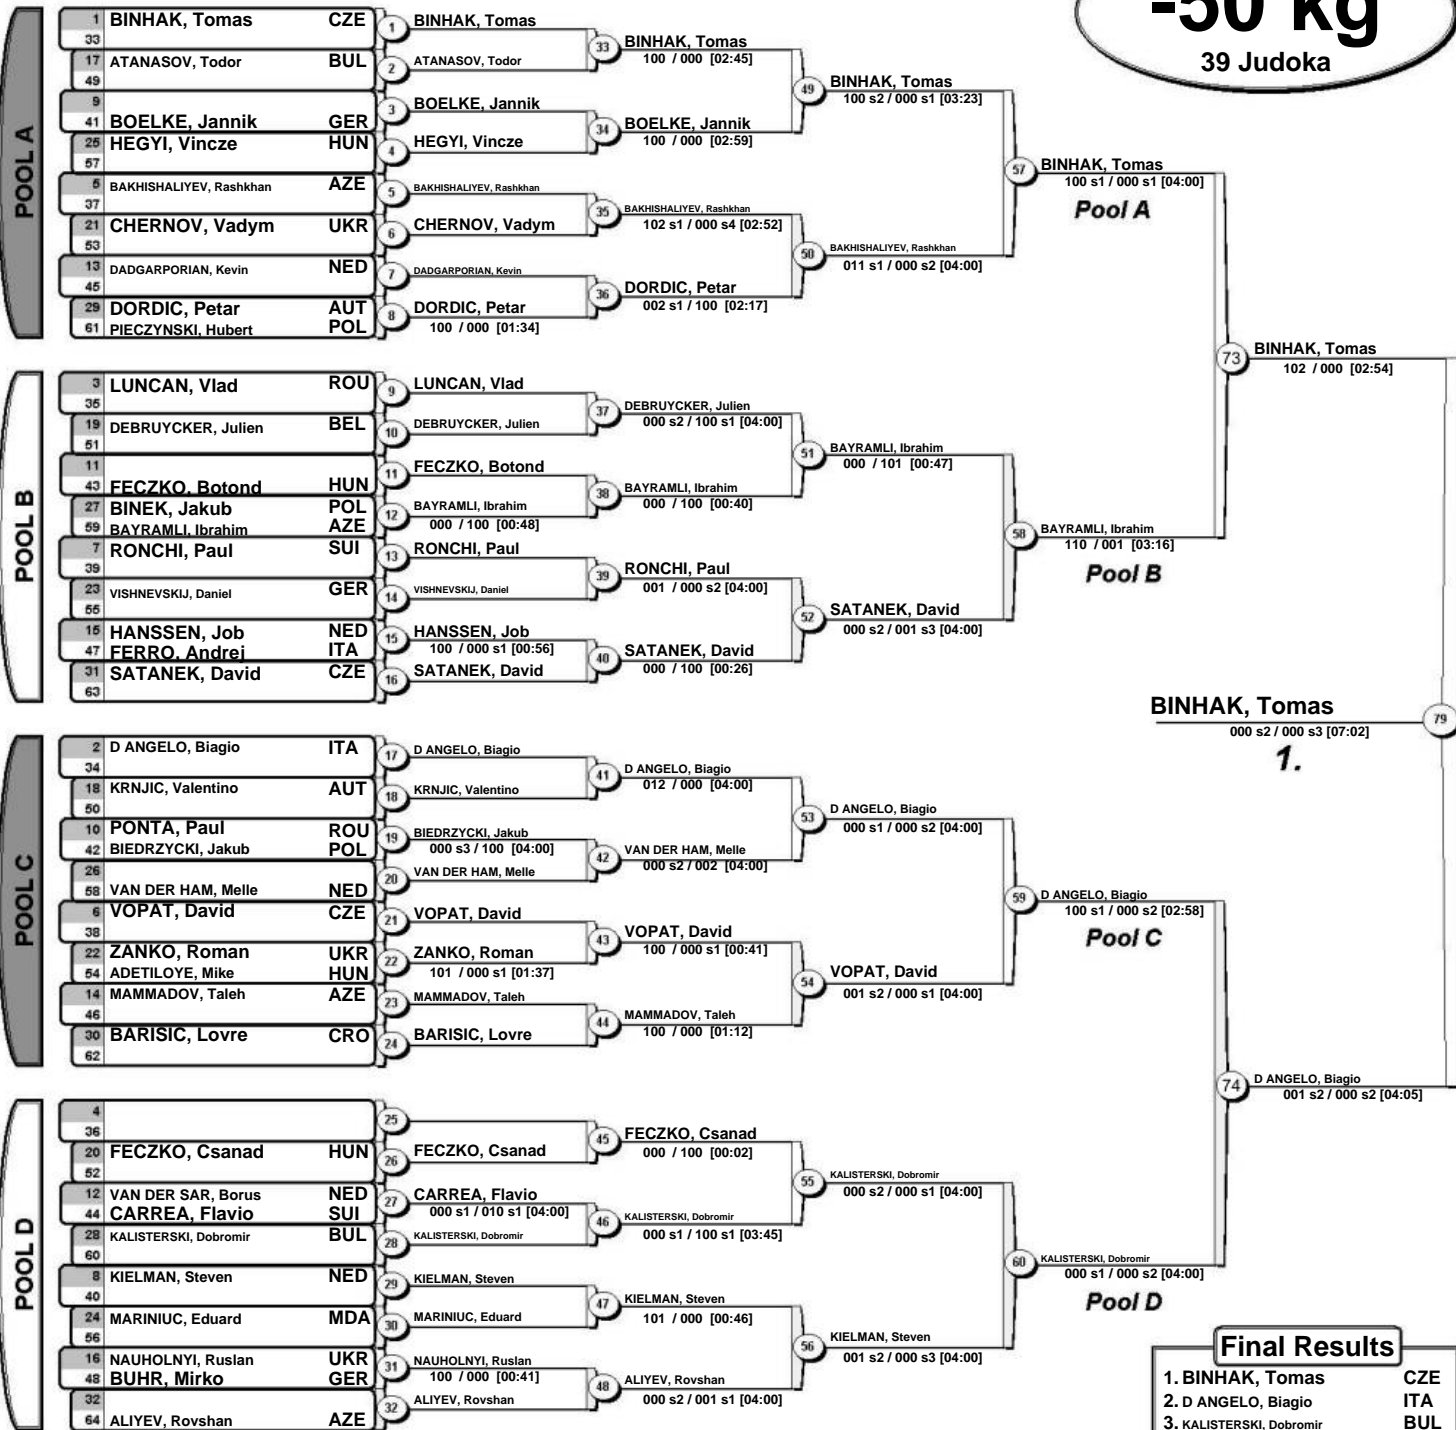 -50 kg
39 Judoka
POOL A
1 BINHAK, Tomas CZE
33
17 ATANASOV, Todor BUL
49
9
41 BOELKE, Jannik GER
25 HEGYI, Vincze HUN
57
5 BAKHISHALIYEV, Rashkhan AZE
37
21 CHERNOV, Vadym UKR
53
13 DADGARPORIAN, Kevin NED
45
29 DORDIC, Petar AUT
61 PIECZYNSKI, Hubert POL
1 BINHAK, Tomas
2 ATANASOV, Todor
3 BOELKE, Jannik
4 HEGYI, Vincze
5 BAKHISHALIYEV, Rashkhan
6 CHERNOV, Vadym
7 DADGARPORIAN, Kevin
8 DORDIC, Petar
100 / 000 [01:34]
33 BINHAK, Tomas
100 / 000 [02:45]
34 BOELKE, Jannik
100 / 000 [02:59]
35 BAKHISHALIYEV, Rashkhan
102 s1 / 000 s4 [02:52]
36 DORDIC, Petar
002 s1 / 100 [02:17]
49 BINHAK, Tomas
100 s2 / 000 s1 [03:23]
50 BAKHISHALIYEV, Rashkhan
011 s1 / 000 s2 [04:00]
57 BINHAK, Tomas
100 s1 / 000 s1 [04:00]
Pool A
POOL B
3 LUNCAN, Vlad ROU
35
19 DEBRUYCKER, Julien BEL
51
11
43 FECZKO, Botond HUN
27 BINEK, Jakub POL
59 BAYRAMLI, Ibrahim AZE
7 RONCHI, Paul SUI
39
23 VISHNEVSKIJ, Daniel GER
55
15 HANSSEN, Job NED
47 FERRO, Andrej ITA
31 SATANEK, David CZE
63
9 LUNCAN, Vlad
10 DEBRUYCKER, Julien
11 FECZKO, Botond
12 BAYRAMLI, Ibrahim
000 / 100 [00:48]
13 RONCHI, Paul
14 VISHNEVSKIJ, Daniel
15 HANSSEN, Job
100 / 000 s1 [00:56]
16 SATANEK, David
37 DEBRUYCKER, Julien
000 s2 / 100 s1 [04:00]
38 BAYRAMLI, Ibrahim
000 / 100 [00:40]
39 RONCHI, Paul
001 / 000 s2 [04:00]
40 SATANEK, David
000 / 100 [00:26]
51 BAYRAMLI, Ibrahim
000 / 101 [00:47]
52 SATANEK, David
000 s2 / 001 s3 [04:00]
58 BAYRAMLI, Ibrahim
110 / 001 [03:16]
Pool B
73 BINHAK, Tomas
102 / 000 [02:54]
BINHAK, Tomas 79
000 s2 / 000 s3 [07:02]
1.
POOL C
2 D ANGELO, Biagio ITA
34
18 KRNJIC, Valentino AUT
50
10 PONTA, Paul ROU
42 BIEDRZYCKI, Jakub POL
26
58 VAN DER HAM, Melle NED
6 VOPAT, David CZE
38
22 ZANKO, Roman UKR
54 ADETILOYE, Mike HUN
14 MAMMADOV, Taleh AZE
46
30 BARISIC, Lovre CRO
62
17 D ANGELO, Biagio
18 KRNJIC, Valentino
19 BIEDRZYCKI, Jakub
000 s3 / 100 [04:00]
20 VAN DER HAM, Melle
21 VOPAT, David
22 ZANKO, Roman
101 / 000 s1 [01:37]
23 MAMMADOV, Taleh
24 BARISIC, Lovre
41 D ANGELO, Biagio
012 / 000 [04:00]
42 VAN DER HAM, Melle
000 s2 / 002 [04:00]
43 VOPAT, David
100 / 000 s1 [00:41]
44 MAMMADOV, Taleh
100 / 000 [01:12]
53 D ANGELO, Biagio
000 s1 / 000 s2 [04:00]
54 VOPAT, David
001 s2 / 000 s1 [04:00]
59 D ANGELO, Biagio
100 s1 / 000 s2 [02:58]
Pool C
74 D ANGELO, Biagio
001 s2 / 000 s2 [04:05]
POOL D
4
36
20 FECZKO, Csanad HUN
52
12 VAN DER SAR, Borus NED
44 CARREA, Flavio SUI
28 KALISTERSKI, Dobromir BUL
60
8 KIELMAN, Steven NED
40
24 MARINIUC, Eduard MDA
56
16 NAUHOLNYI, Ruslan UKR
48 BUHR, Mirko GER
32
64 ALIYEV, Rovshan AZE
25
26 FECZKO, Csanad
27 CARREA, Flavio
000 s1 / 010 s1 [04:00]
28 KALISTERSKI, Dobromir
29 KIELMAN, Steven
30 MARINIUC, Eduard
31 NAUHOLNYI, Ruslan
100 / 000 [00:41]
32 ALIYEV, Rovshan
45 FECZKO, Csanad
000 / 100 [00:02]
46 KALISTERSKI, Dobromir
000 s1 / 100 s1 [03:45]
47 KIELMAN, Steven
101 / 000 [00:46]
48 ALIYEV, Rovshan
000 s2 / 001 s1 [04:00]
55 KALISTERSKI, Dobromir
000 s2 / 000 s1 [04:00]
56 KIELMAN, Steven
001 s2 / 000 s3 [04:00]
60 KALISTERSKI, Dobromir
000 s1 / 000 s2 [04:00]
Pool D
Final Results
1. BINHAK, Tomas CZE
2. D ANGELO, Biagio ITA
3. KALISTERSKI, Dobromir BUL